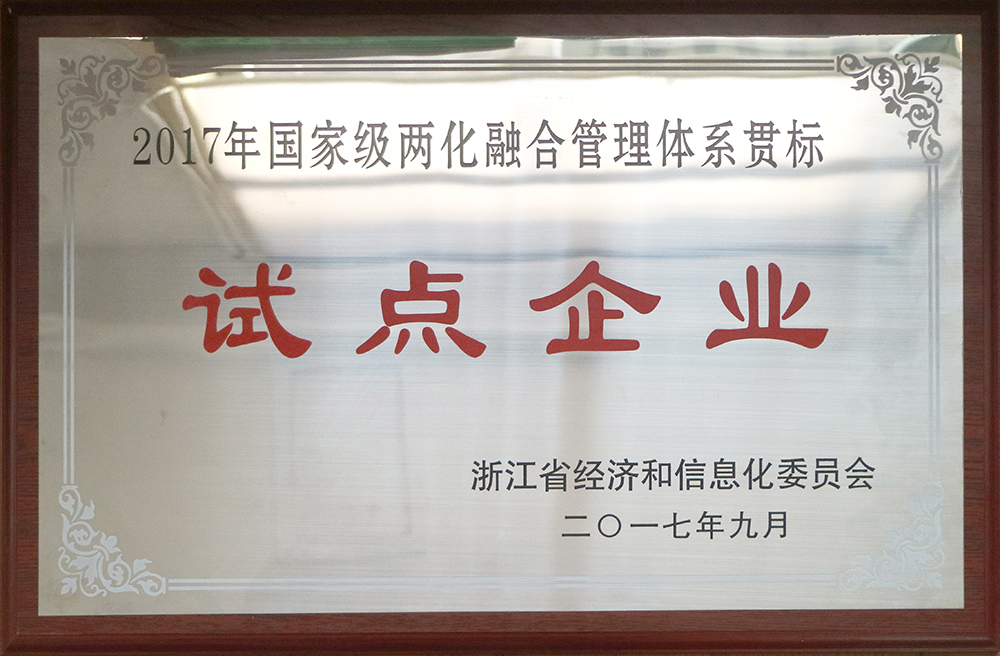 2017年国家级两化融合管理体系贯标
试点企业
浙江省经济和信息化委员会
二〇一七年九月